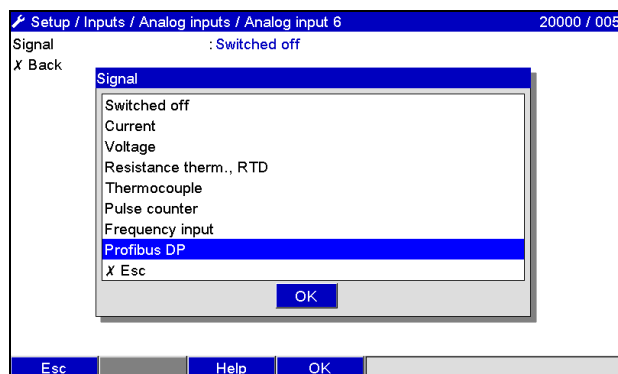 Setup / Inputs / Analog inputs / Analog input 6 20000 / 005
Signal : Switched off
X Back
Signal
Switched off
Current
Voltage
Resistance therm., RTD
Thermocouple
Pulse counter
Frequency input
Profibus DP
X Esc
OK
Esc Help OK